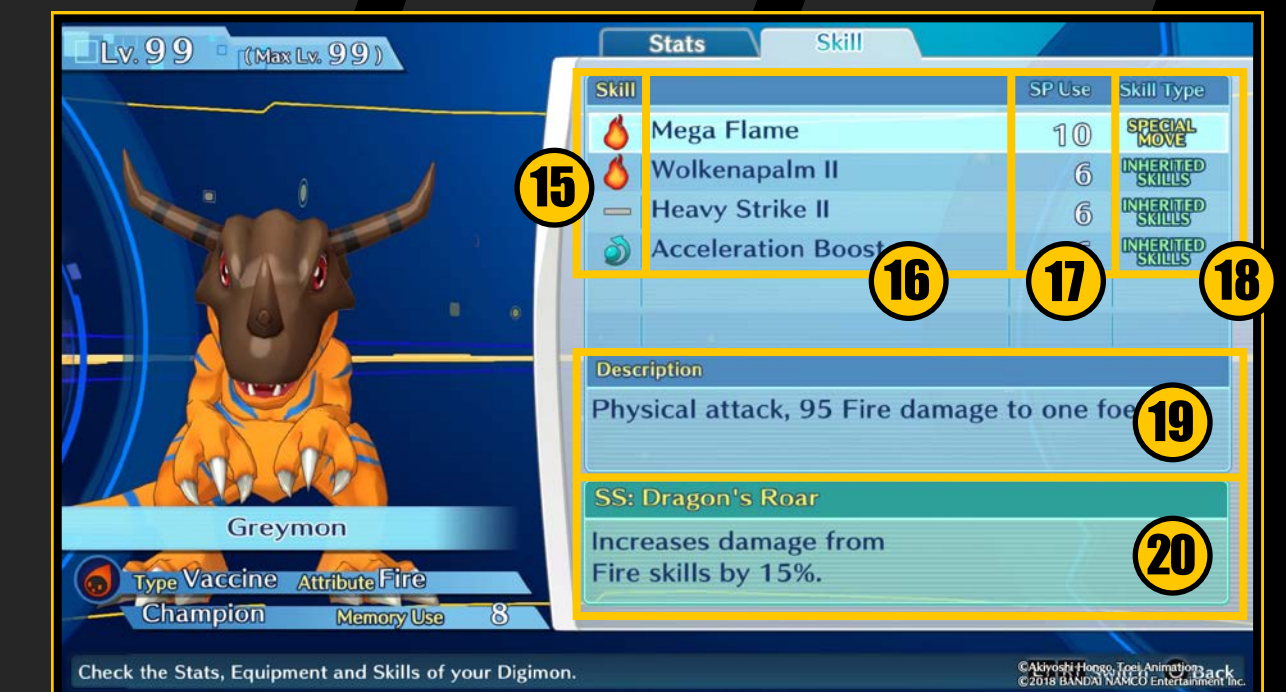 Lv. 99 (Max Lv. 99)
Stats Skill
Skill SP Use Skill Type
Mega Flame 10 SPECIAL MOVE
Wolkenapalm II 6 INHERITED SKILLS
Heavy Strike II 6 INHERITED SKILLS
Acceleration Boost INHERITED SKILLS
15
16
17
18
Description
Physical attack, 95 Fire damage to one foe
19
SS: Dragon's Roar
Increases damage from
Fire skills by 15%.
20
Greymon
Type Vaccine Attribute Fire
Champion Memory Use 8
Check the Stats, Equipment and Skills of your Digimon.
Back
©Akiyoshi Hongo, Toei Animation
©2018 BANDAI NAMCO Entertainment Inc.